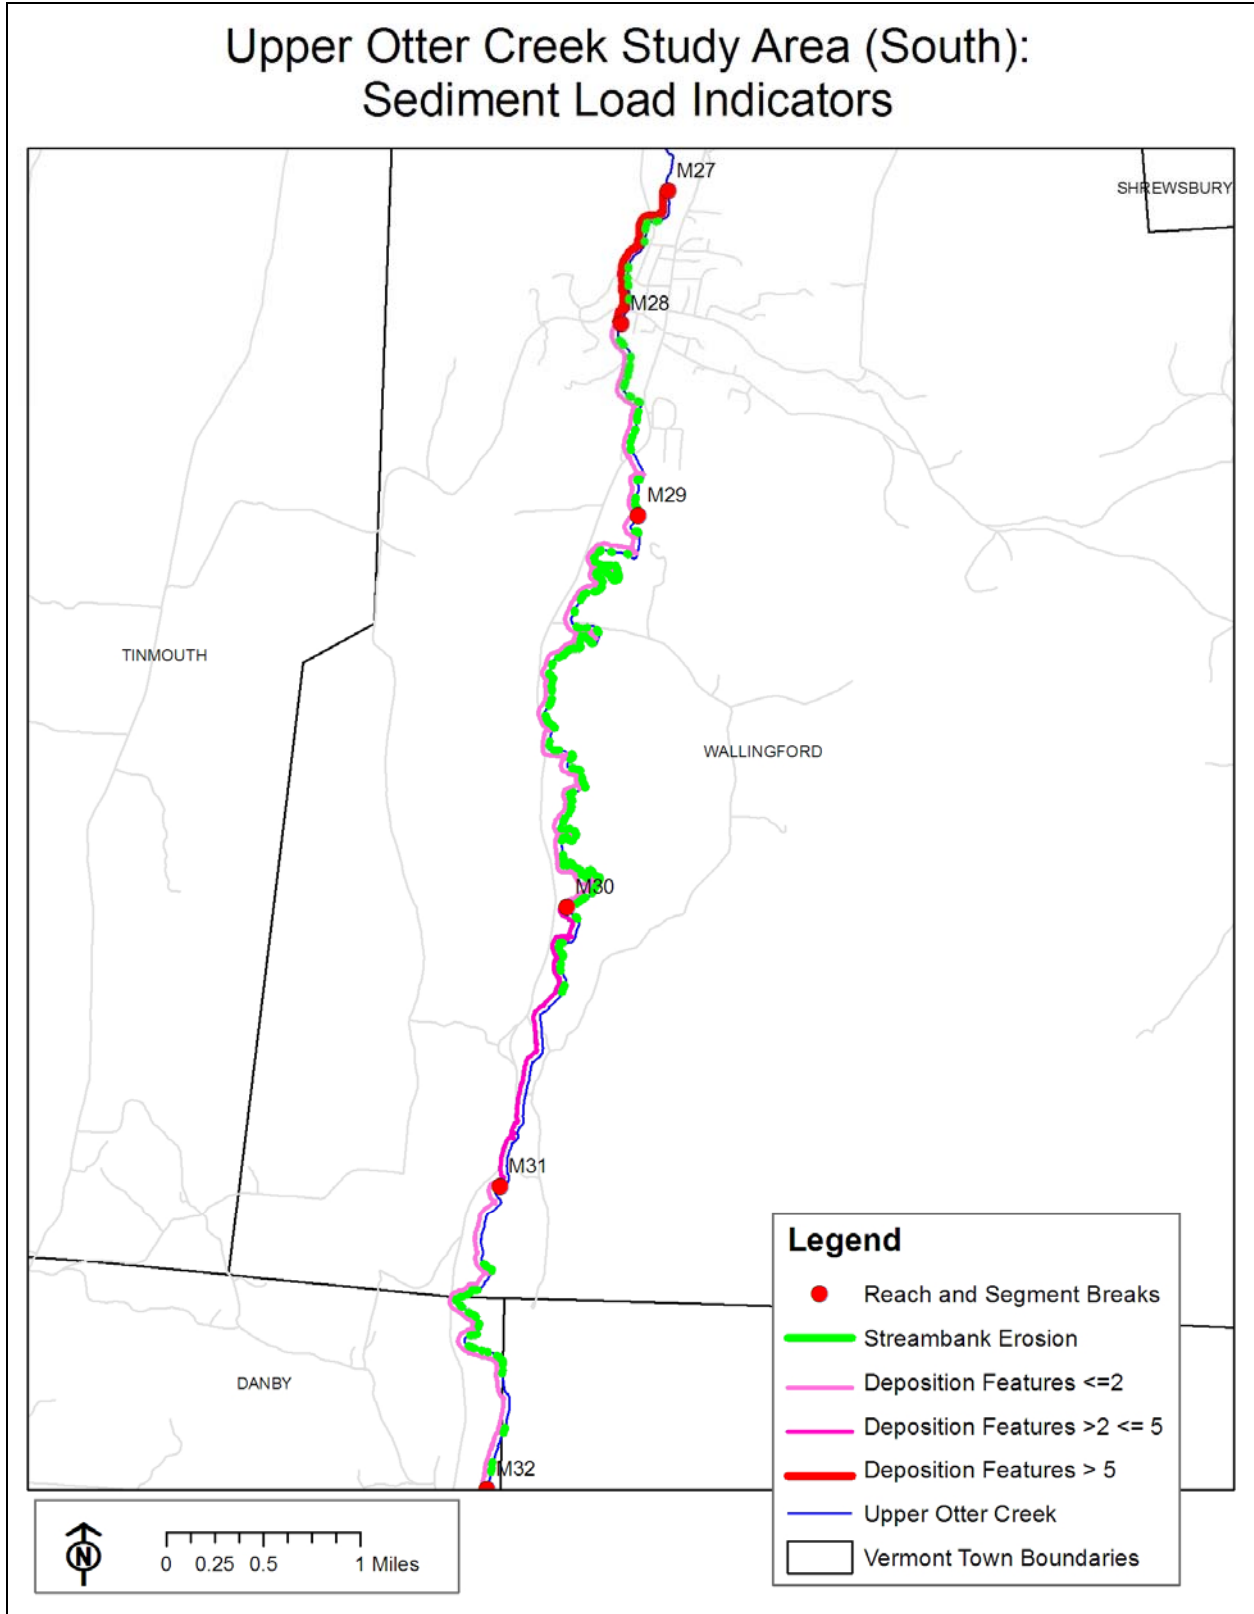 Upper Otter Creek Study Area (South):
Sediment Load Indicators
M27
SHREWSBURY
M28
M29
TINMOUTH
WALLINGFORD
M30
M31
DANBY
M32
Legend
Reach and Segment Breaks
Streambank Erosion
Deposition Features <=2
Deposition Features >2 <= 5
Deposition Features > 5
Upper Otter Creek
Vermont Town Boundaries
N
0 0.25 0.5 1 Miles